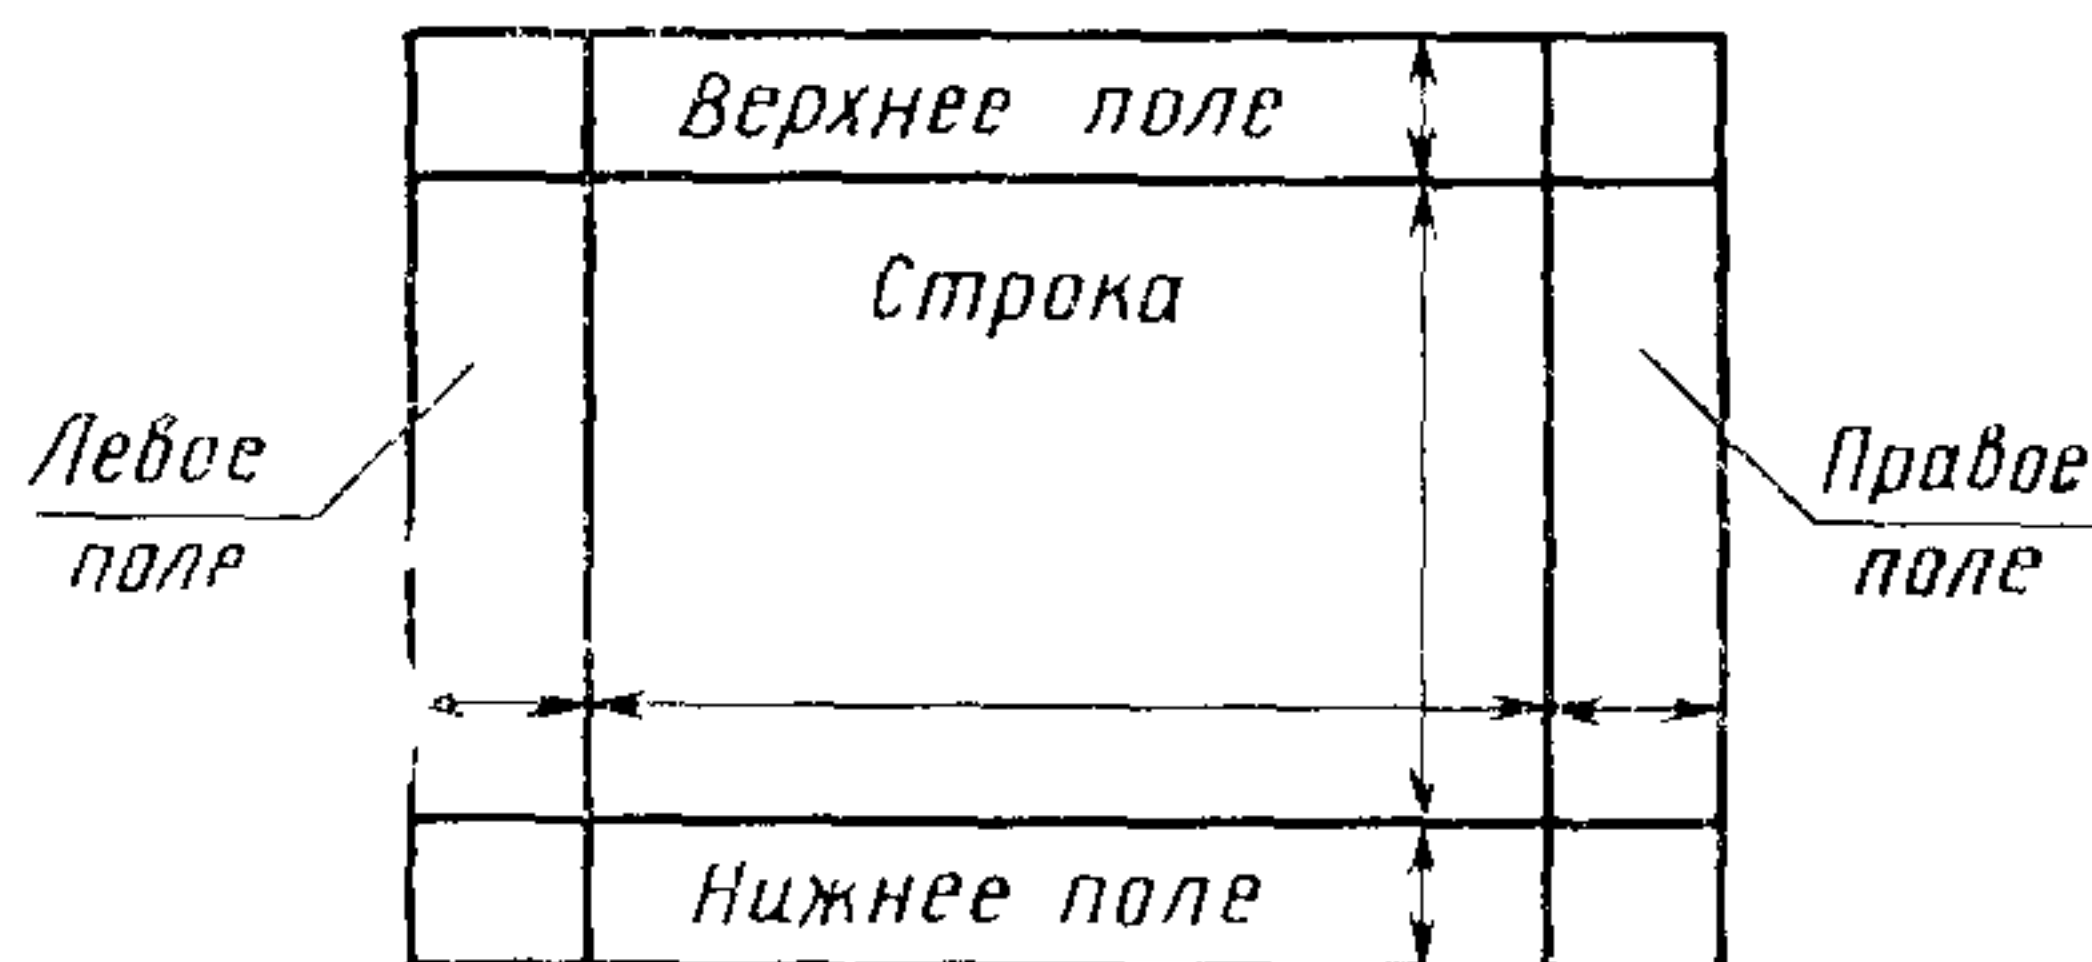 Верхнее поле
Строка
Левое
поле
Правое
поле
Нижнее поле